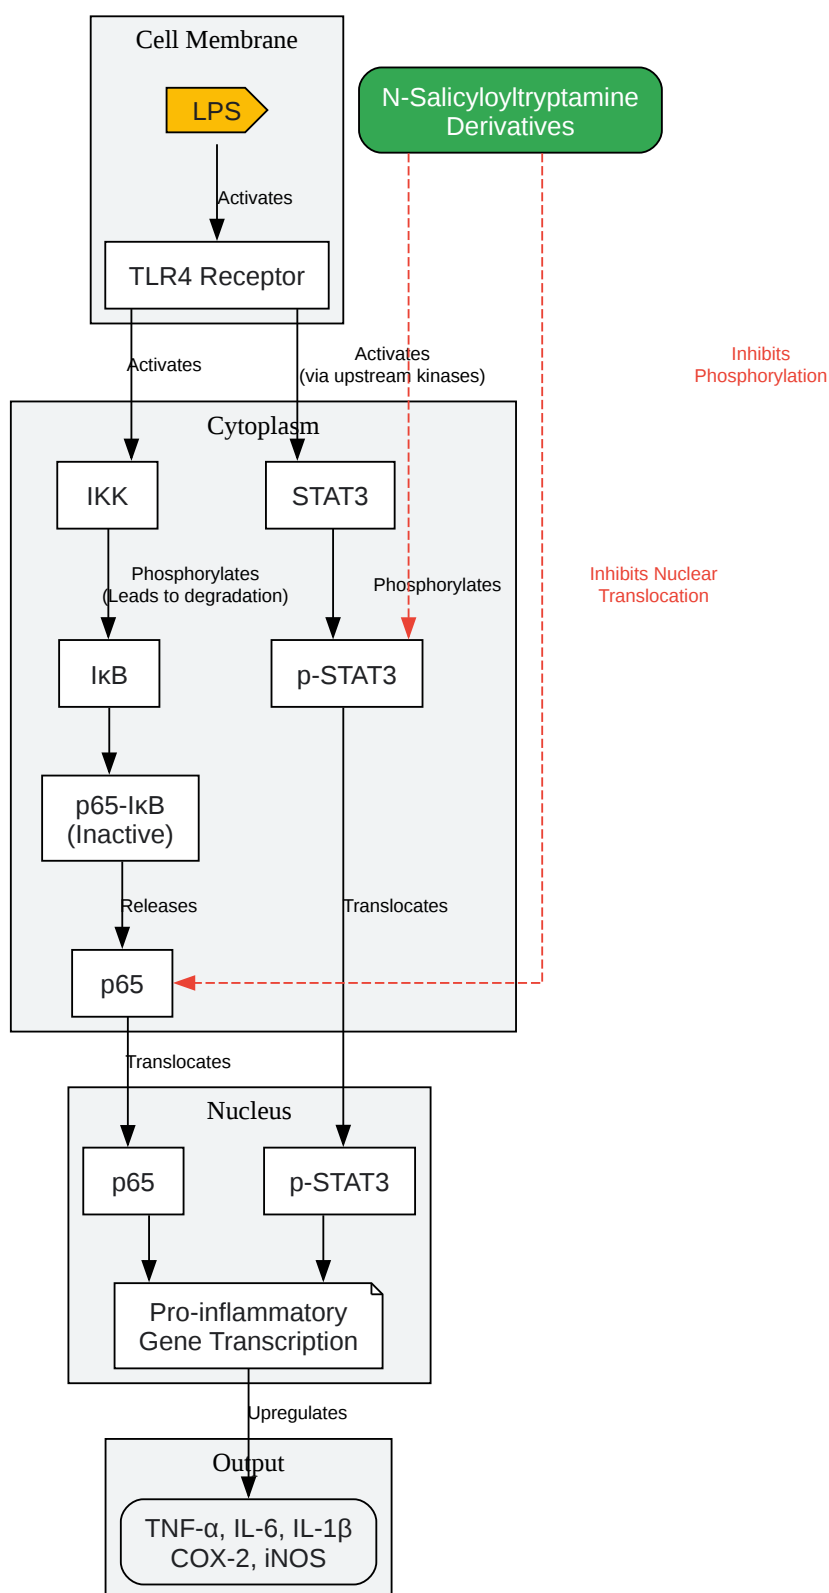 Cell Membrane
LPS
N-Salicyloyltryptamine
Derivatives
Activates
TLR4 Receptor
Activates
Activates
(via upstream kinases)
Inhibits
Phosphorylation
Cytoplasm
IKK
STAT3
Phosphorylates
(Leads to degradation)
Phosphorylates
Inhibits Nuclear
Translocation
IκB
p-STAT3
p65-IκB
(Inactive)
Releases
Translocates
p65
Translocates
Nucleus
p65
p-STAT3
Pro-inflammatory
Gene Transcription
Upregulates
Output
TNF-α, IL-6, IL-1β
COX-2, iNOS